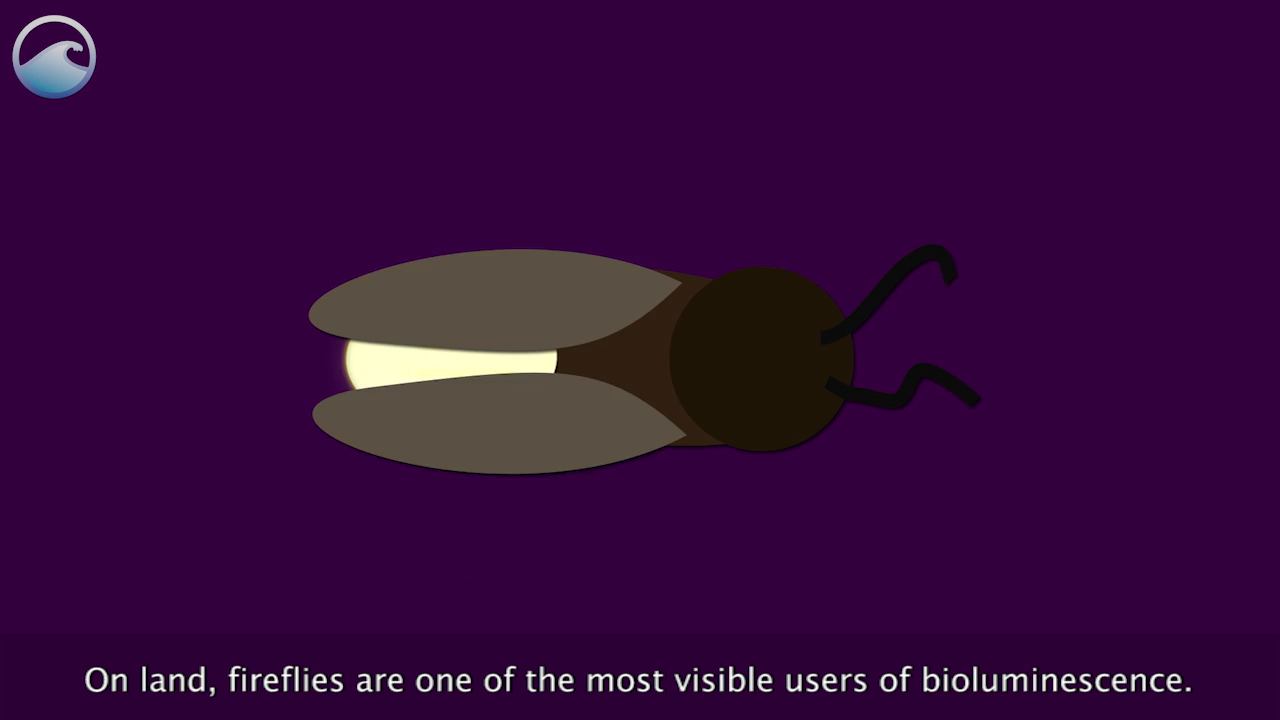 On land, fireflies are one of the most visible users of bioluminescence.